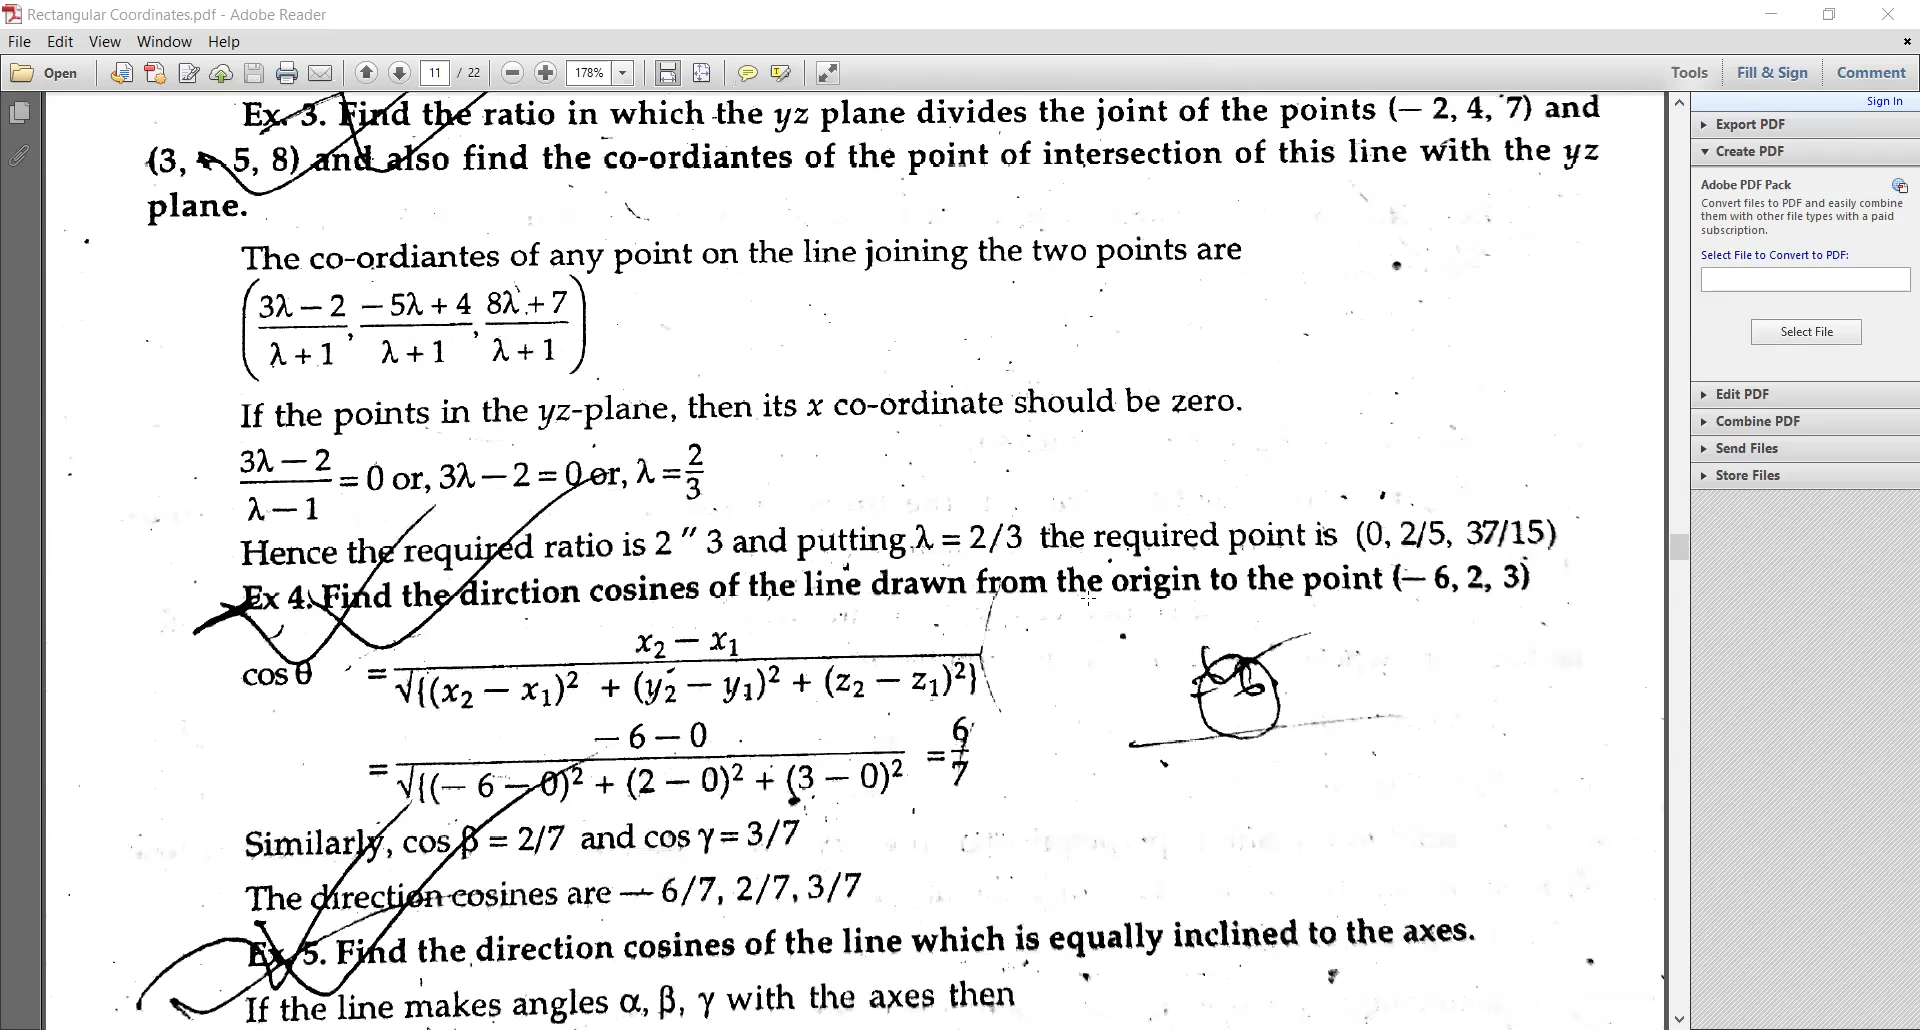 Rectangular Coordinates.pdf - Adobe Reader
File Edit View Window Help
Open 11 / 22 178% Tools Fill & Sign Comment
Sign In
Export PDF
Create PDF
Adobe PDF Pack
Convert files to PDF and easily combine
them with other file types with a paid
subscription.
Select File to Convert to PDF:
Select File
Edit PDF
Combine PDF
Send Files
Store Files
Ex. 3. Find the ratio in which the yz plane divides the joint of the points (– 2, 4, 7) and
(3, – 5, 8) and also find the co-ordiantes of the point of intersection of this line with the yz
plane.
The co-ordiantes of any point on the line joining the two points are
(3λ – 2 / λ + 1, – 5λ + 4 / λ + 1, 8λ + 7 / λ + 1)
If the points in the yz-plane, then its x co-ordinate should be zero.
3λ – 2 / λ – 1 = 0 or, 3λ – 2 = 0 or, λ = 2/3
Hence the required ratio is 2 " 3 and putting λ = 2/3 the required point is (0, 2/5, 37/15)
Ex 4. Find the dirction cosines of the line drawn from the origin to the point (– 6, 2, 3)
cos θ = x₂ – x₁ / √{(x₂ – x₁)² + (y₂ – y₁)² + (z₂ – z₁)²}
= – 6 – 0 / √{(– 6 – 0)² + (2 – 0)² + (3 – 0)² = 6/7
Similarly, cos β = 2/7 and cos γ = 3/7
The direction cosines are – 6/7, 2/7, 3/7
Ex. 5. Find the direction cosines of the line which is equally inclined to the axes.
If the line makes angles α, β, γ with the axes then